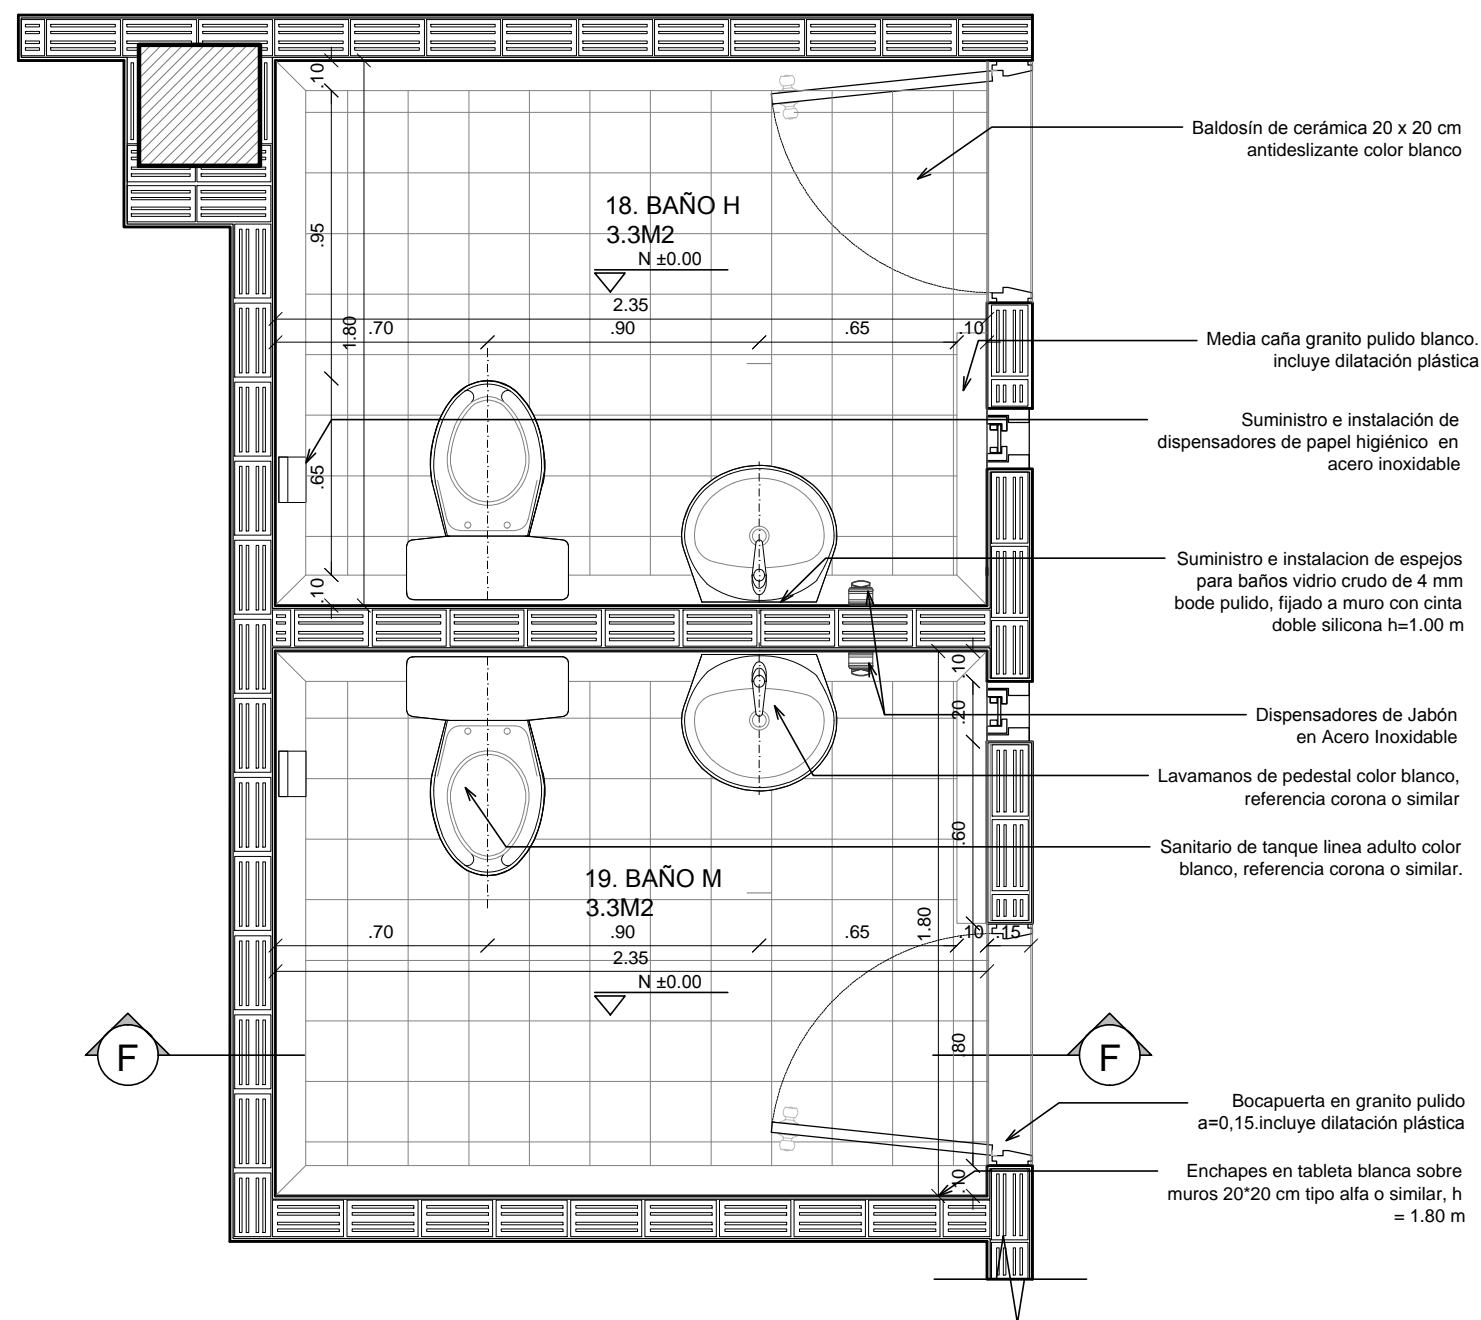 .10
Baldosín de cerámica 20 x 20 cm
antideslizante color blanco
18. BAÑO H
3.3M2
.95
N ±0.00
2.35
1.80
.70
.90
.65
.10
Media caña granito pulido blanco.
incluye dilatación plástica
Suministro e instalación de
dispensadores de papel higiénico en
acero inoxidable
.65
.10
Suministro e instalacion de espejos
para baños vidrio crudo de 4 mm
bode pulido, fijado a muro con cinta
doble silicona h=1.00 m
.10
.20
Dispensadores de Jabón
en Acero Inoxidable
Lavamanos de pedestal color blanco,
referencia corona o similar
.60
Sanitario de tanque linea adulto color
blanco, referencia corona o similar.
19. BAÑO M
3.3M2
1.80
.70
.90
.65
.10
.15
2.35
N ±0.00
F
.80
F
Bocapuerta en granito pulido
a=0,15.incluye dilatación plástica
.10
Enchapes en tableta blanca sobre
muros 20*20 cm tipo alfa o similar, h
= 1.80 m